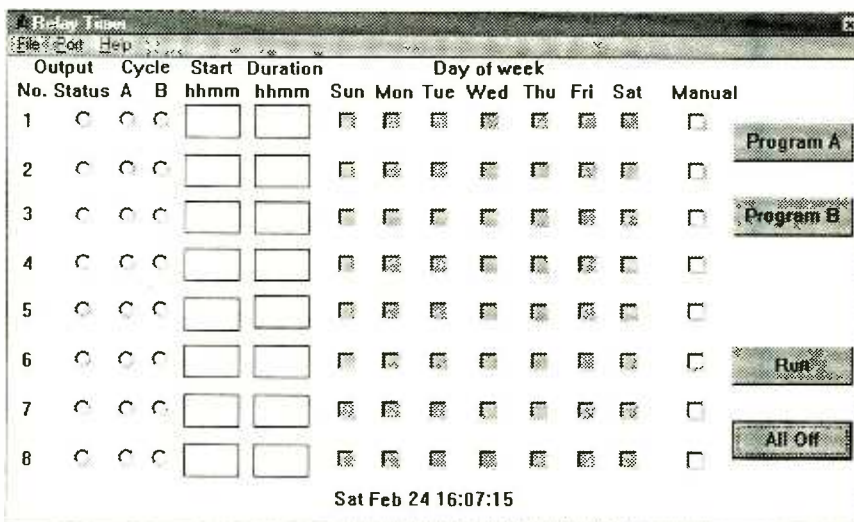 Relay Timer
File Port Help
Output Cycle Start Duration Day of week
No. Status A B hhmm hhmm Sun Mon Tue Wed Thu Fri Sat Manual
1
Program A
2
3
Program B
4
5
6
Run
7
All Off
8
Sat Feb 24 16:07:15